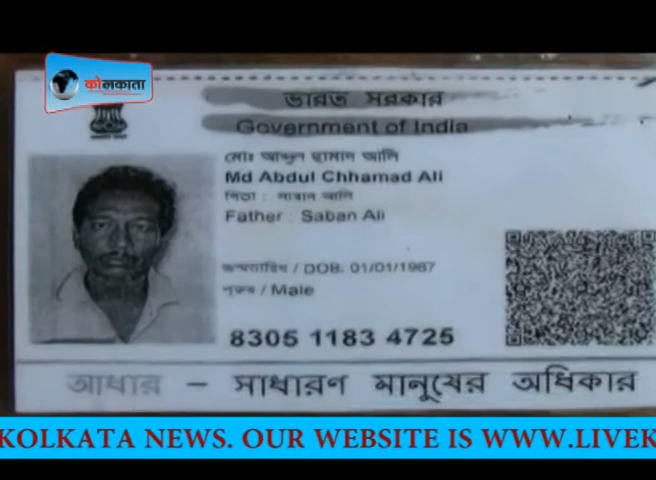 কোলকাতা
ভারত সরকার
Government of India
মোঃ আব্দুল ছামাদ আলি
Md Abdul Chhamad Ali
পিতা : সাবান আলি
Father : Saban Ali
জন্মতারিখ / DOB: 01/01/1967
পুরুষ / Male
8305 1183 4725
আধার – সাধারণ মানুষের অধিকার
KOLKATA NEWS. OUR WEBSITE IS WWW.LIVEK